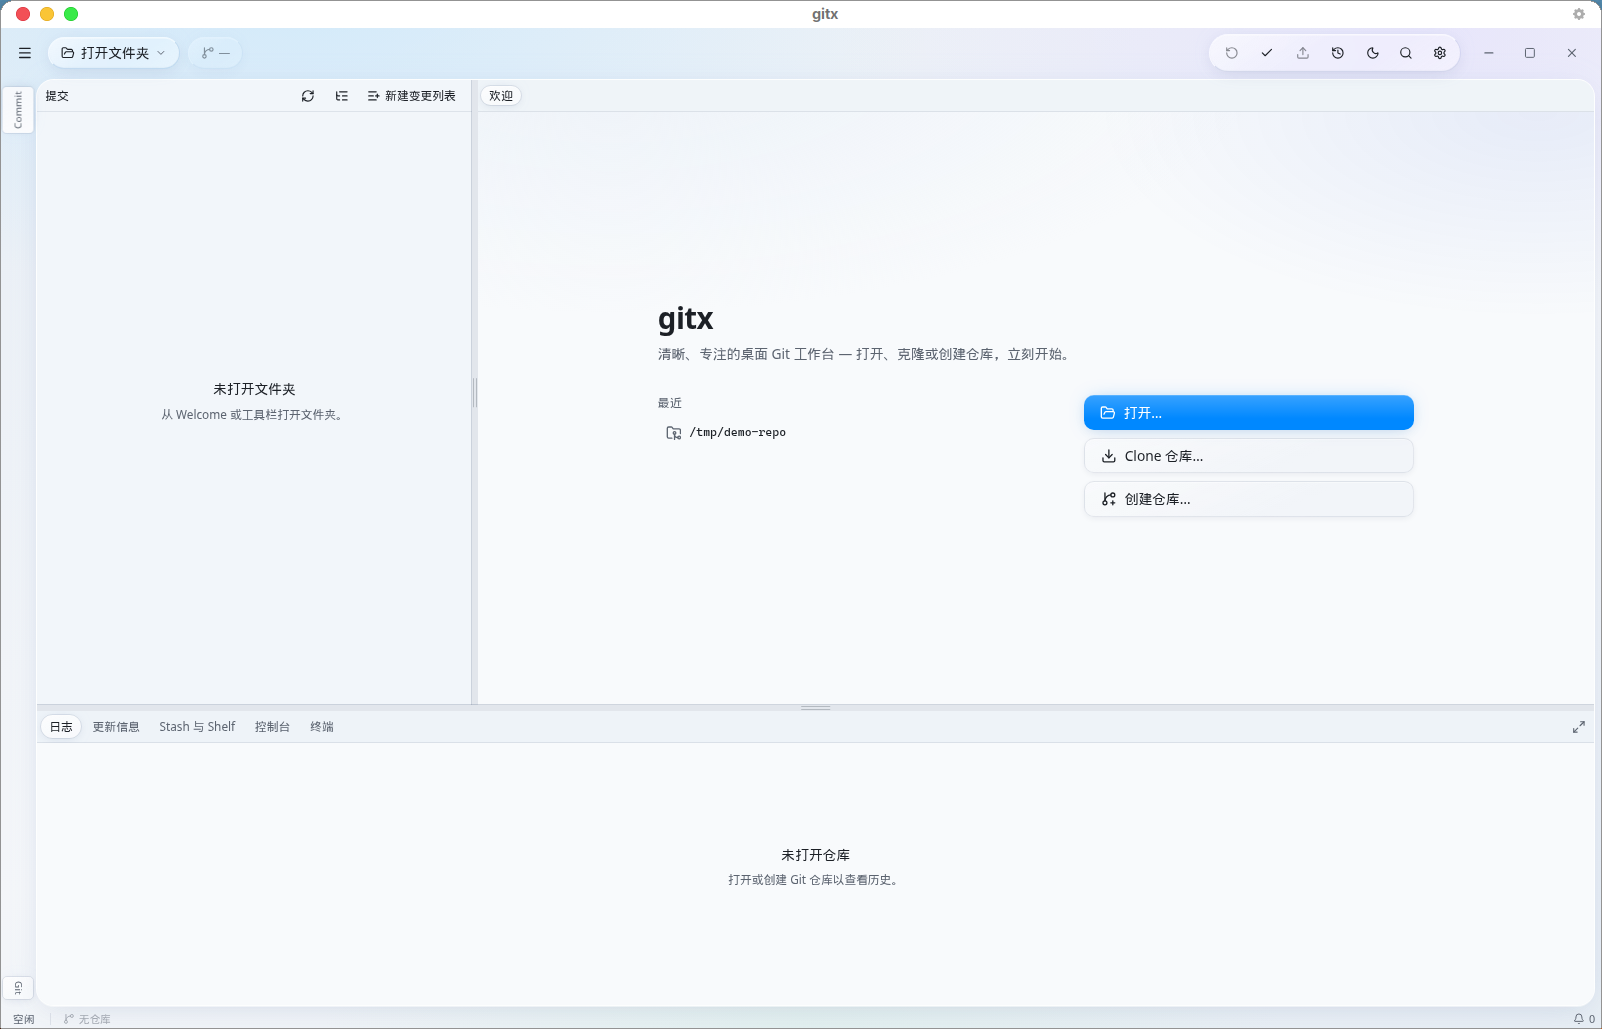 gitx
打开文件夹
—
Commit
提交
新建变更列表
欢迎
未打开文件夹
从 Welcome 或工具栏打开文件夹。
gitx
清晰、专注的桌面 Git 工作台 — 打开、克隆或创建仓库，立刻开始。
最近
/tmp/demo-repo
打开...
Clone 仓库...
创建仓库...
日志
更新信息
Stash 与 Shelf
控制台
终端
未打开仓库
打开或创建 Git 仓库以查看历史。
Git
空闲
无仓库
0